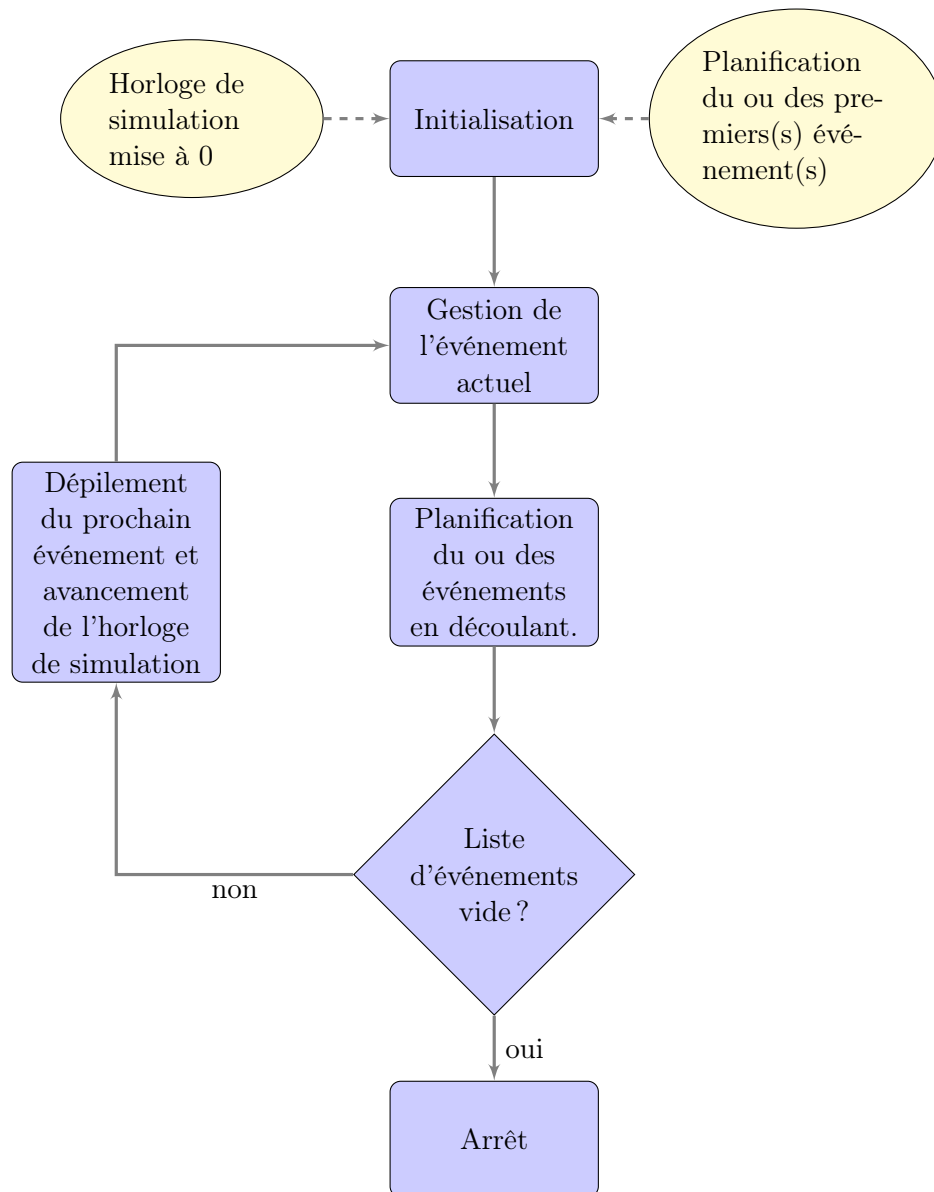 Horloge de
simulation
mise à 0
Initialisation
Planification
du ou des pre-
miers(s) évé-
nement(s)
Gestion de
l'événement
actuel
Dépilement
du prochain
événement et
avancement
de l'horloge
de simulation
Planification
du ou des
événements
en découlant.
Liste
d'événements
vide ?
non
oui
Arrêt